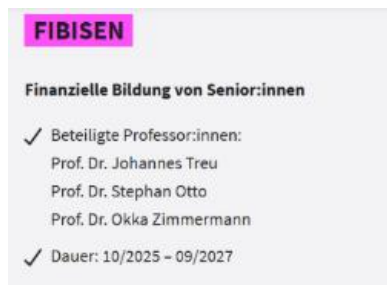 FIBISEN
Finanzielle Bildung von Senior:innen
Beteiligte Professor:innen:
Prof. Dr. Johannes Treu
Prof. Dr. Stephan Otto
Prof. Dr. Okka Zimmermann
Dauer: 10/2025 – 09/2027